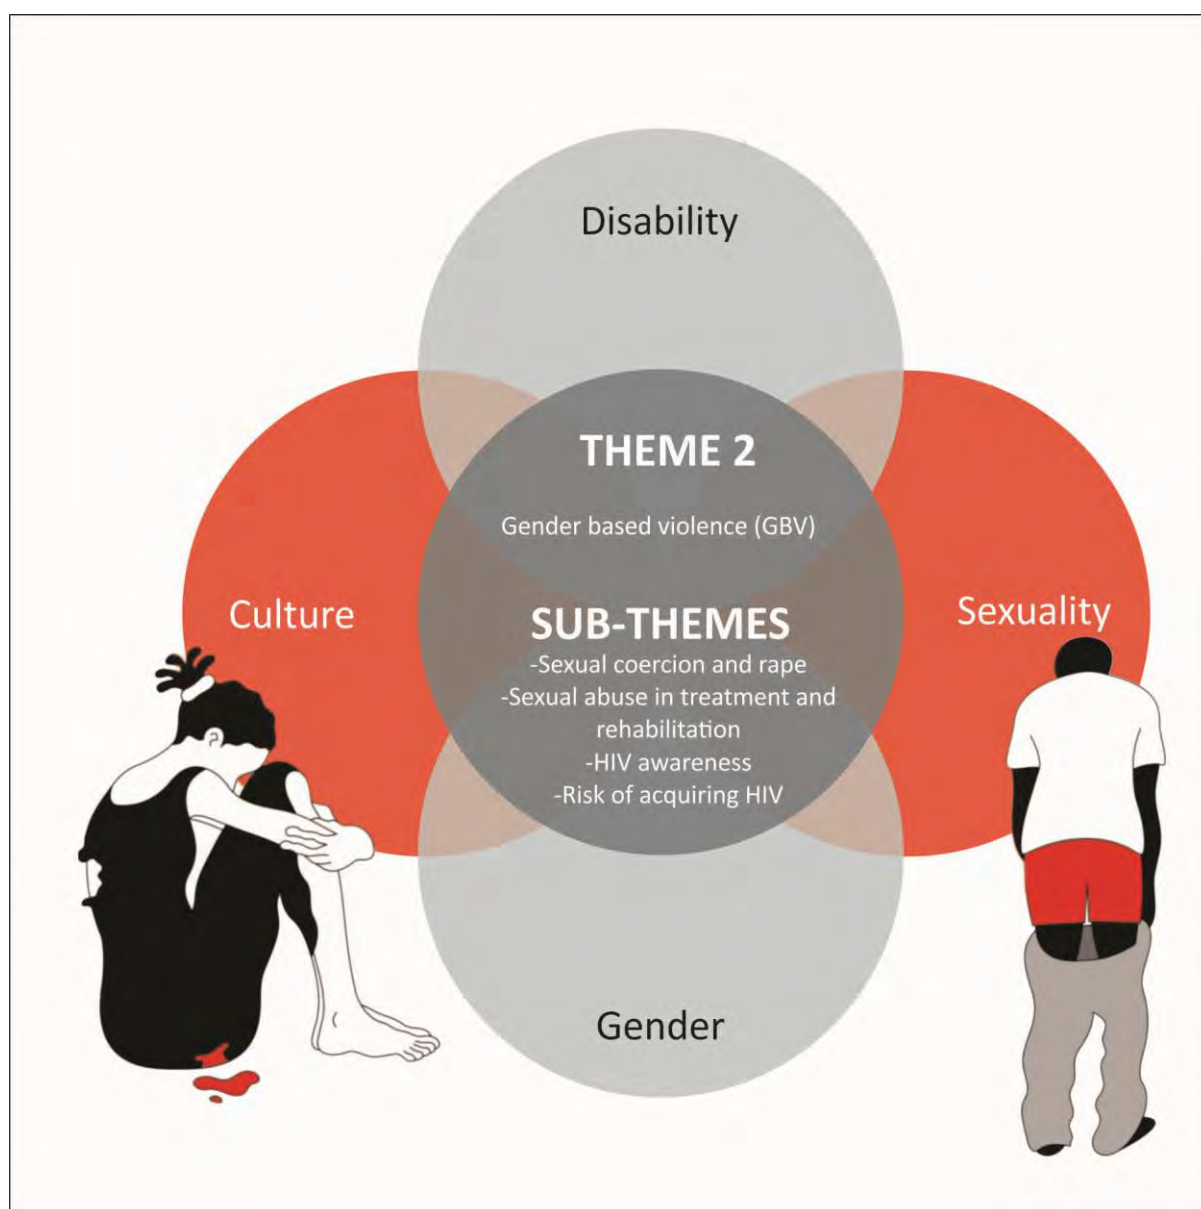 Disability
THEME 2
Gender based violence (GBV)
Culture
Sexuality
SUB-THEMES
-Sexual coercion and rape
-Sexual abuse in treatment and
rehabilitation
-HIV awareness
-Risk of acquiring HIV
Gender